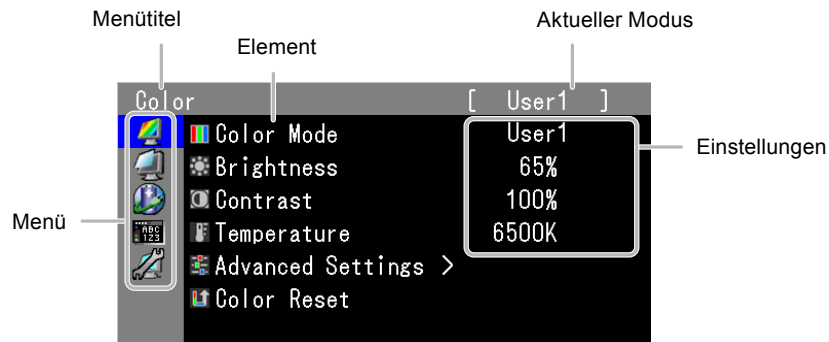 Menütitel
Aktueller Modus
Element
Color [ User1 ]
Color Mode User1
Einstellungen
Brightness 65%
Contrast 100%
Menü
ABC
123
Temperature 6500K
Advanced Settings >
Color Reset